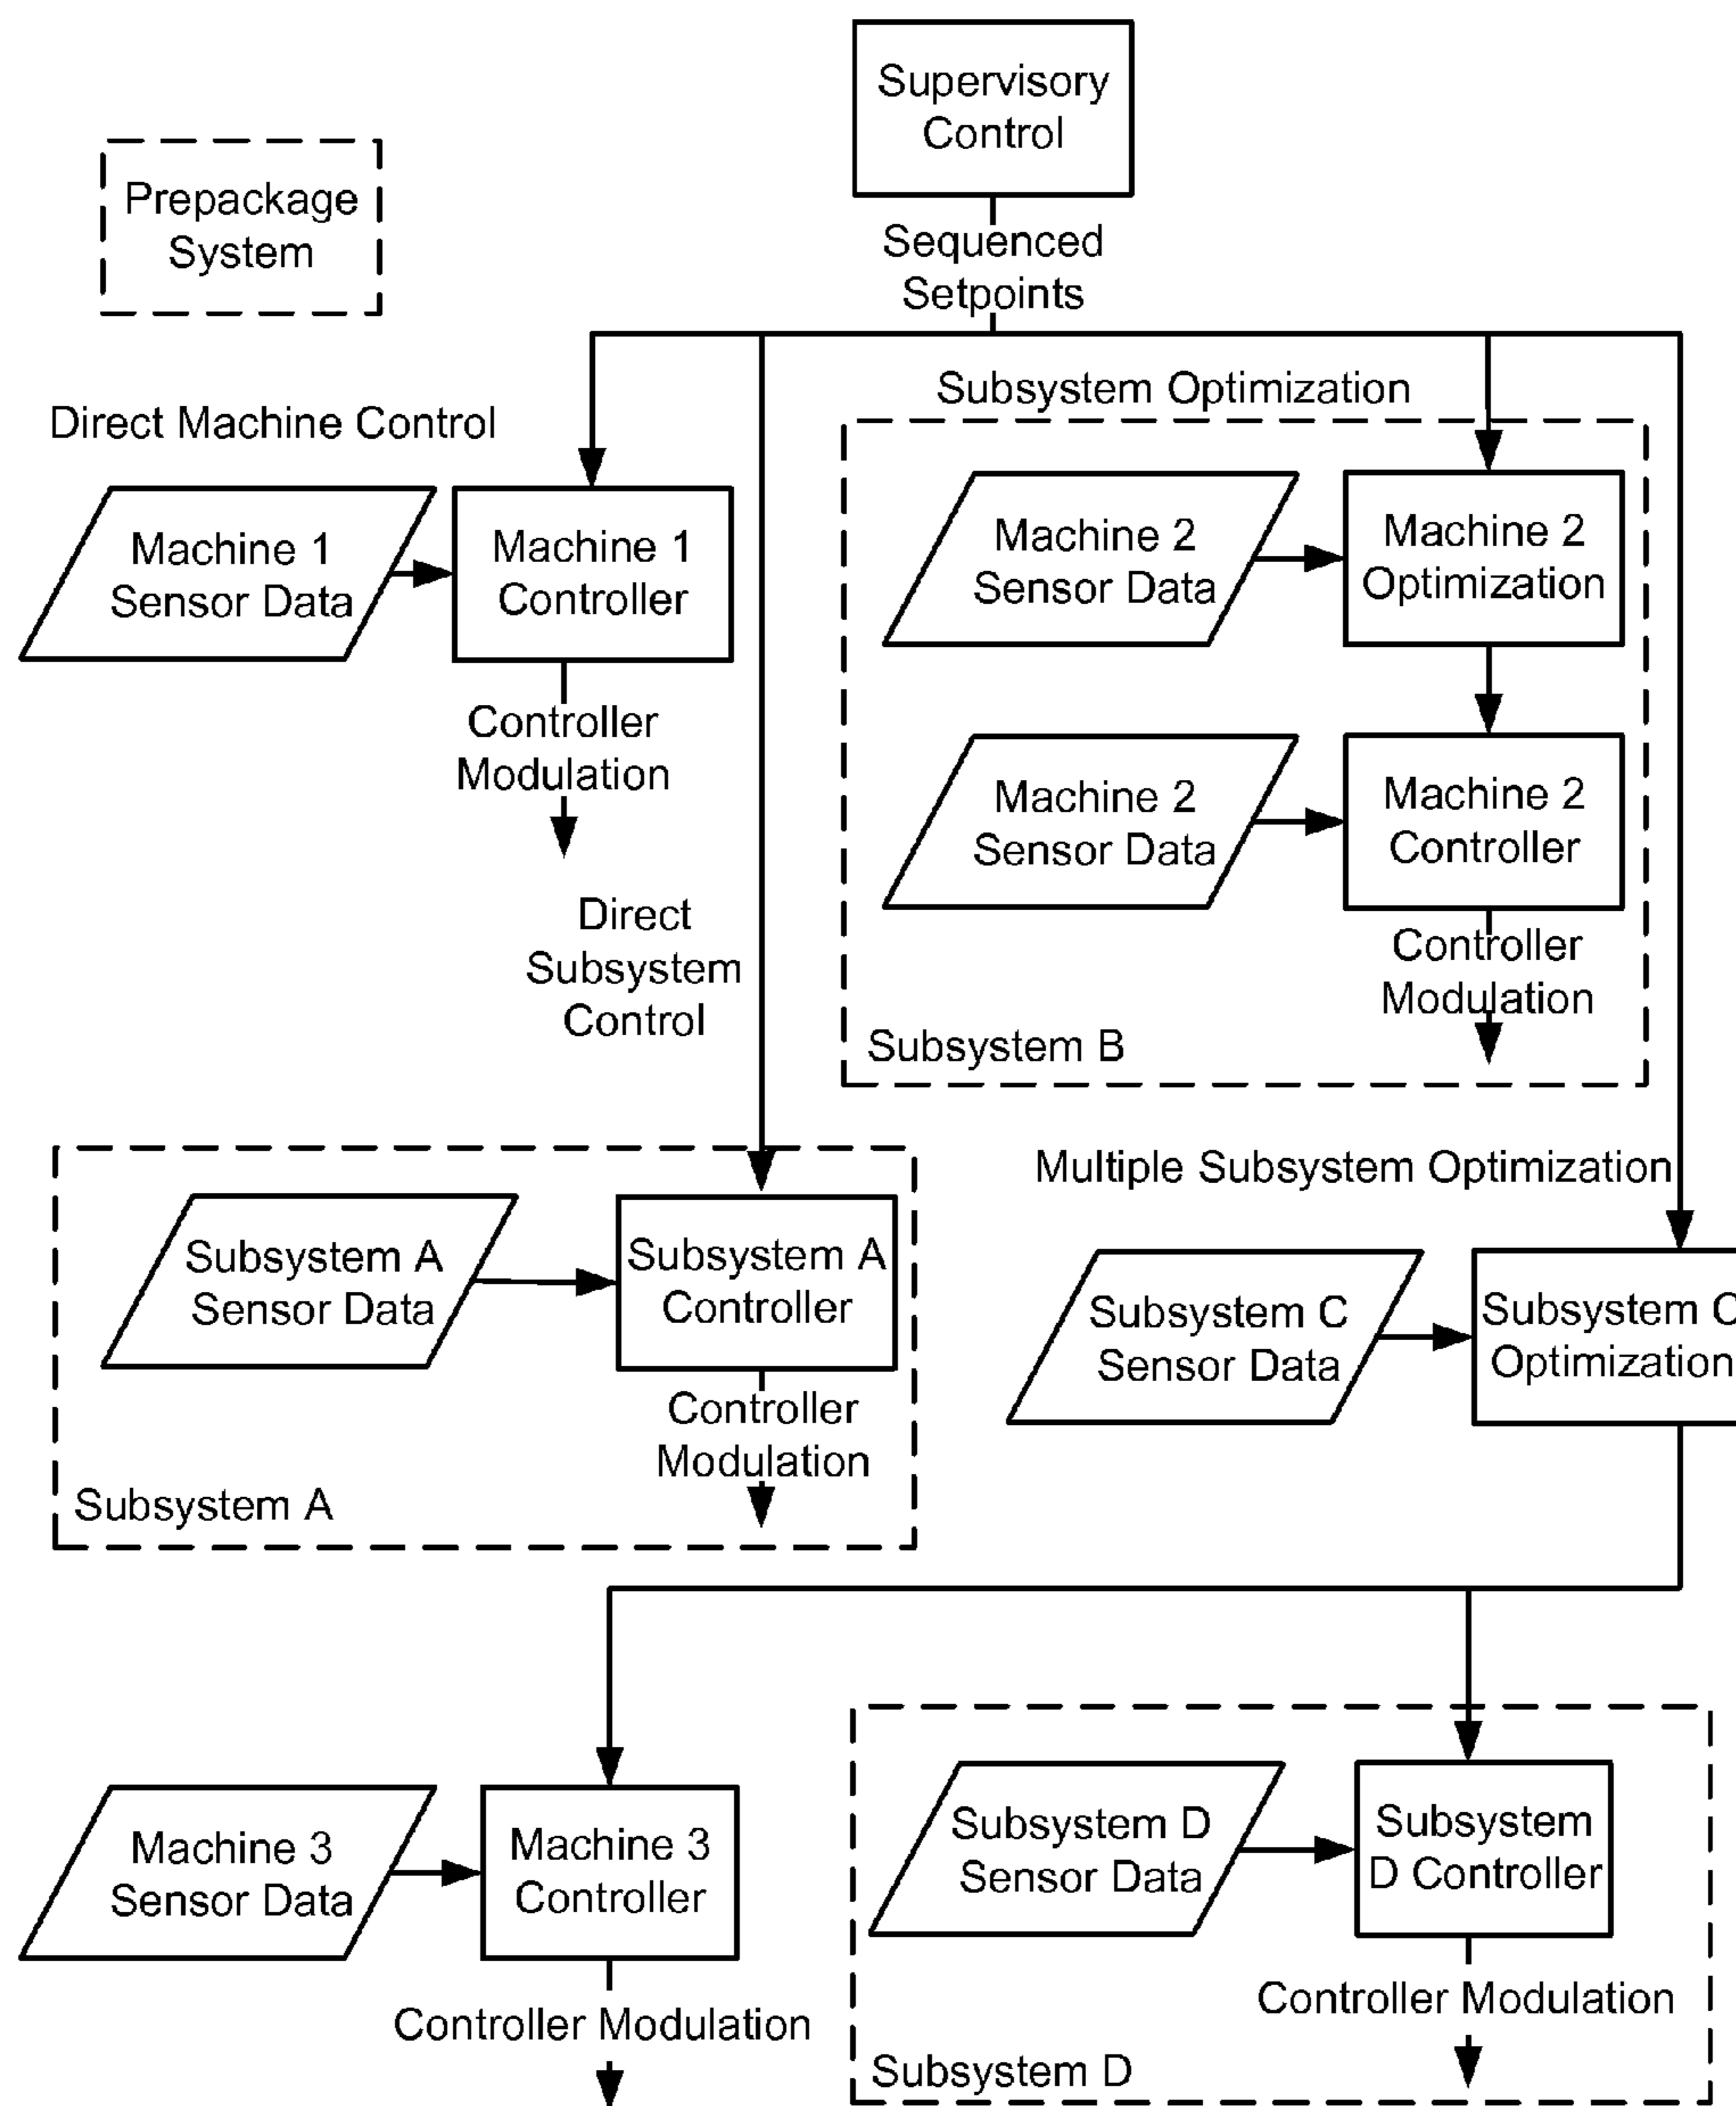 Supervisory
Control
Prepackage
System
Sequenced
Setpoints
Direct Machine Control
Subsystem Optimization
Machine 1
Sensor Data
Machine 1
Controller
Machine 2
Sensor Data
Machine 2
Optimization
Controller
Modulation
Machine 2
Sensor Data
Machine 2
Controller
Direct
Subsystem
Control
Controller
Modulation
Subsystem B
Multiple Subsystem Optimization
Subsystem A
Sensor Data
Subsystem A
Controller
Subsystem C
Sensor Data
Subsystem C
Optimization
Controller
Modulation
Subsystem A
Machine 3
Sensor Data
Machine 3
Controller
Subsystem D
Sensor Data
Subsystem
D Controller
Controller Modulation
Controller Modulation
Subsystem D